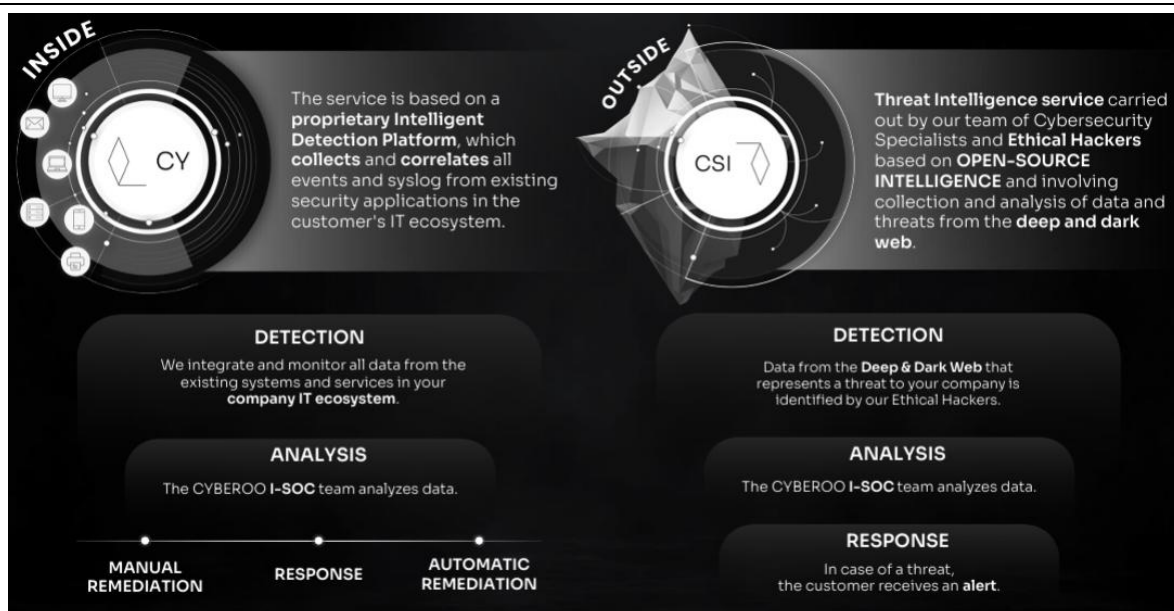 INSIDE
CY
The service is based on a
proprietary Intelligent
Detection Platform, which
collects and correlates all
events and syslog from existing
security applications in the
customer's IT ecosystem.
DETECTION
We integrate and monitor all data from the
existing systems and services in your
company IT ecosystem.
ANALYSIS
The CYBEROO I-SOC team analyzes data.
MANUAL
REMEDIATION
RESPONSE
AUTOMATIC
REMEDIATION
OUTSIDE
CSI
Threat Intelligence service carried
out by our team of Cybersecurity
Specialists and Ethical Hackers
based on OPEN-SOURCE
INTELLIGENCE and involving
collection and analysis of data and
threats from the deep and dark
web.
DETECTION
Data from the Deep & Dark Web that
represents a threat to your company is
identified by our Ethical Hackers.
ANALYSIS
The CYBEROO I-SOC team analyzes data.
RESPONSE
In case of a threat,
the customer receives an alert.